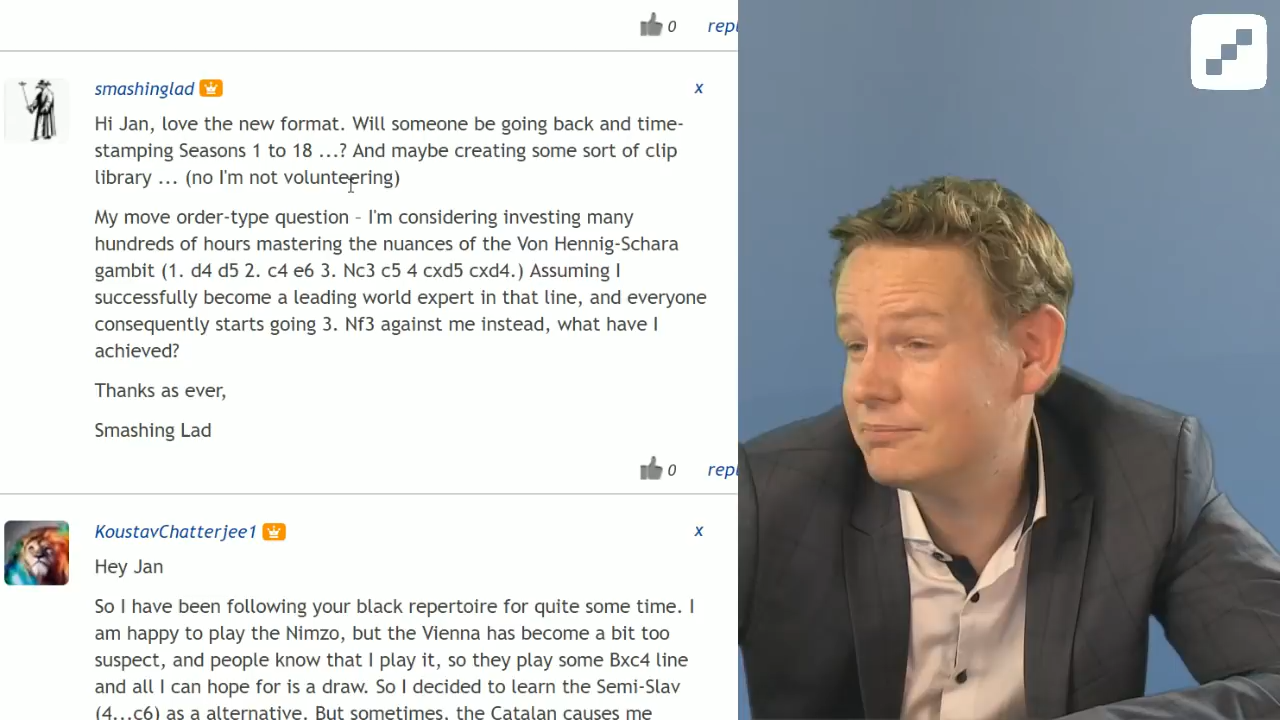 0 repl
smashinglad x
Hi Jan, love the new format. Will someone be going back and time-
stamping Seasons 1 to 18 ...? And maybe creating some sort of clip
library ... (no I'm not volunteering)
My move order-type question - I'm considering investing many
hundreds of hours mastering the nuances of the Von Hennig-Schara
gambit (1. d4 d5 2. c4 e6 3. Nc3 c5 4 cxd5 cxd4.) Assuming I
successfully become a leading world expert in that line, and everyone
consequently starts going 3. Nf3 against me instead, what have I
achieved?
Thanks as ever,
Smashing Lad
0 repl
KoustavChatterjee1 x
Hey Jan
So I have been following your black repertoire for quite some time. I
am happy to play the Nimzo, but the Vienna has become a bit too
suspect, and people know that I play it, so they play some Bxc4 line
and all I can hope for is a draw. So I decided to learn the Semi-Slav
(4...c6) as a alternative. But sometimes, the Catalan causes me